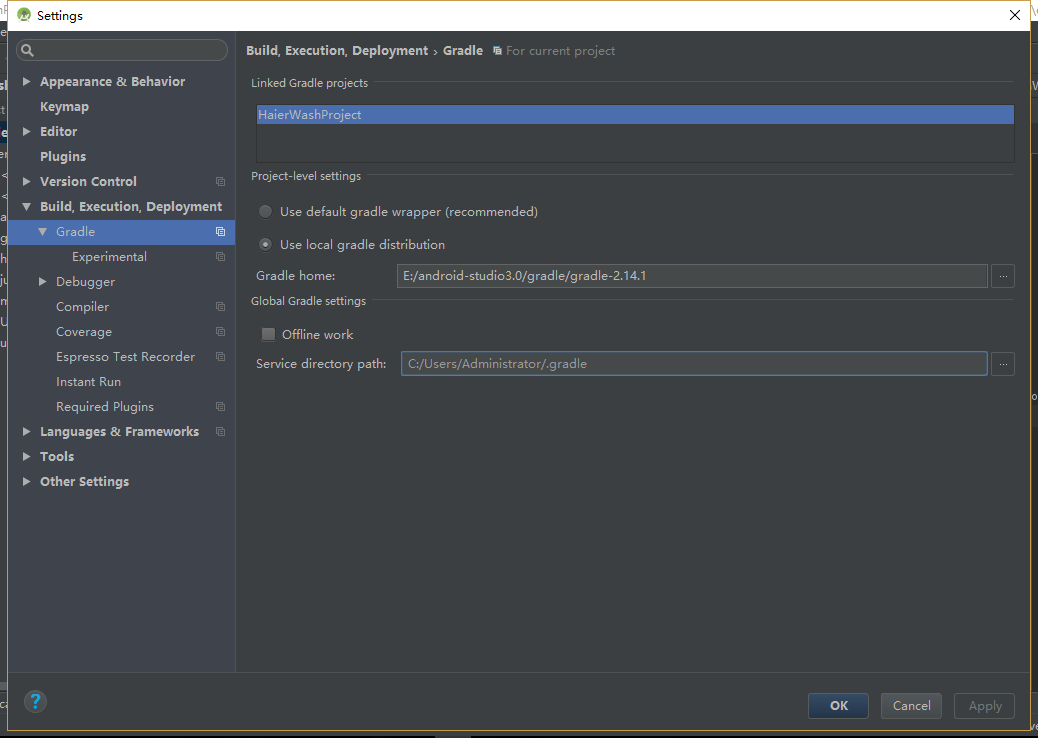 Settings
Build, Execution, Deployment › Gradle For current project
Appearance & Behavior
Keymap
Editor
Plugins
Version Control
Build, Execution, Deployment
Gradle
Experimental
Debugger
Compiler
Coverage
Espresso Test Recorder
Instant Run
Required Plugins
Languages & Frameworks
Tools
Other Settings
Linked Gradle projects
HaierWashProject
Project-level settings
Use default gradle wrapper (recommended)
Use local gradle distribution
Gradle home: E:/android-studio3.0/gradle/gradle-2.14.1 ...
Global Gradle settings
Offline work
Service directory path: C:/Users/Administrator/.gradle ...
?
OK Cancel Apply